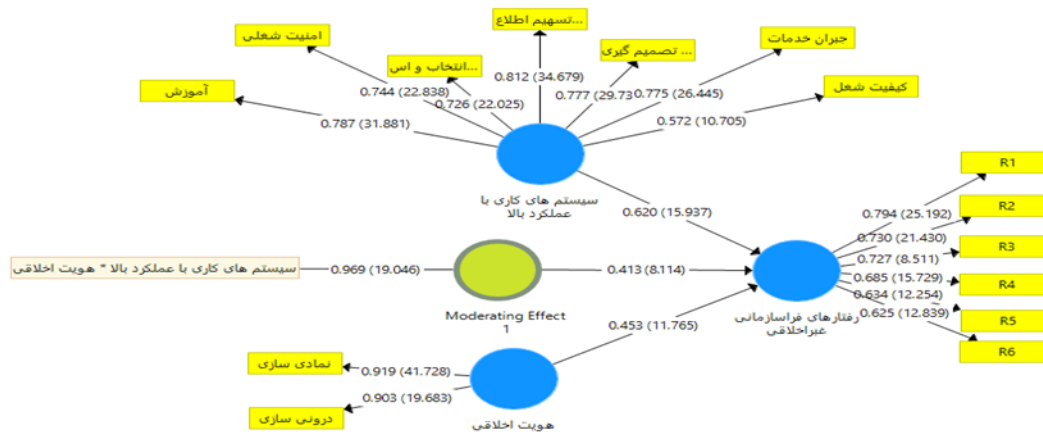 تسهیم اطلاع...
امنیت شغلی
جبران خدمات
تصمیم گیری ...
انتخاب و اس...
آموزش
کیفیت شغل
0.812 (34.679)
0.744 (22.838)
0.777 (29.73
0.775 (26.445)
0.726 (22.025)
0.787 (31.881)
0.572 (10.705)
سیستم های کاری با
عملکرد بالا
R1
R2
R3
R4
R5
R6
0.620 (15.937)
0.794 (25.192)
0.730 (21.430)
0.727 (8.511)
0.685 (15.729)
0.634 (12.254)
0.625 (12.839)
سیستم های کاری با عملکرد بالا * هویت اخلاقی
0.969 (19.046)
0.413 (8.114)
Moderating Effect
1
رفتارهای فراسازمانی
غیراخلاقی
0.453 (11.765)
نمادی سازی
0.919 (41.728)
0.903 (19.683)
درونی سازی
هویت اخلاقی